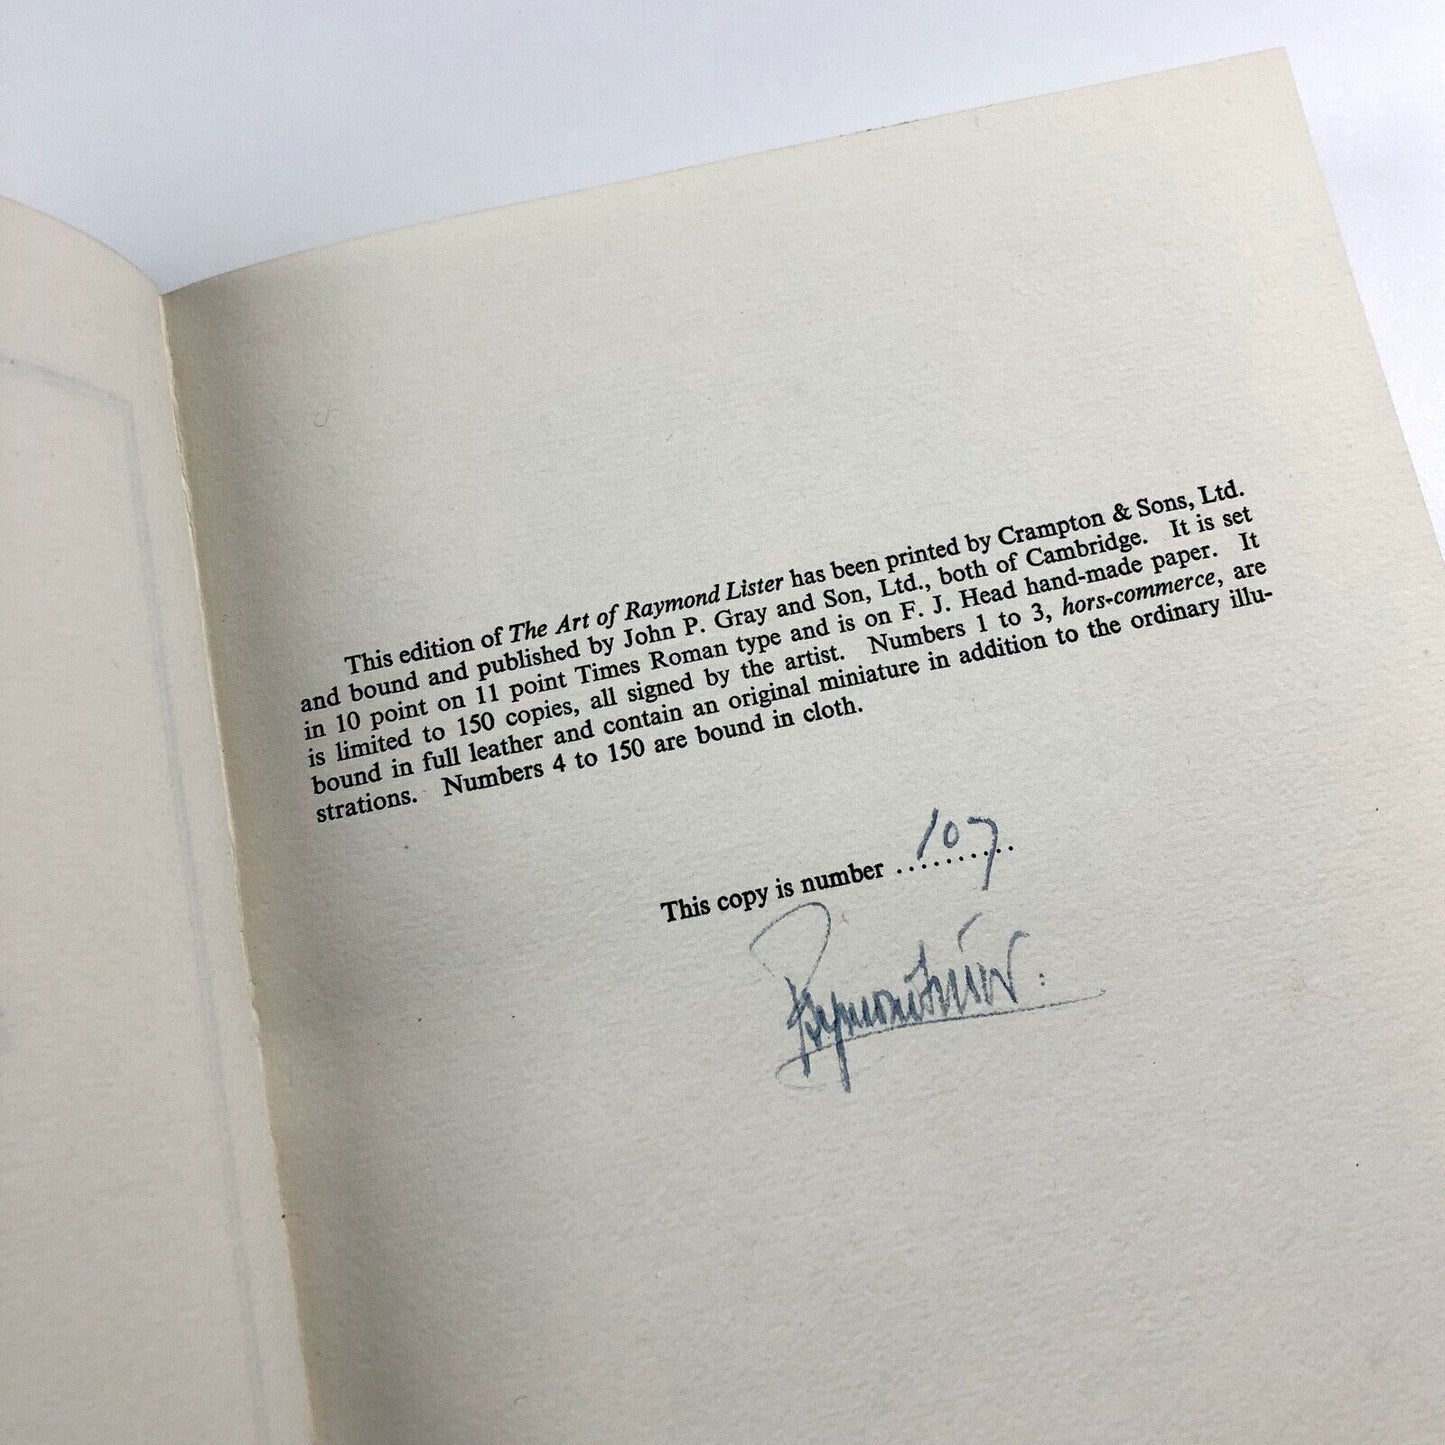 This edition of The Art of Raymond Lister has been printed by Crampton & Sons, Ltd.
and bound and published by John P. Gray and Son, Ltd., both of Cambridge. It is set
in 10 point on 11 point Times Roman type and is on F. J. Head hand-made paper. It
is limited to 150 copies, all signed by the artist. Numbers 1 to 3, hors-commerce, are
bound in full leather and contain an original miniature in addition to the ordinary illu-
strations. Numbers 4 to 150 are bound in cloth.
This copy is number .......... 107
Raymond Lister